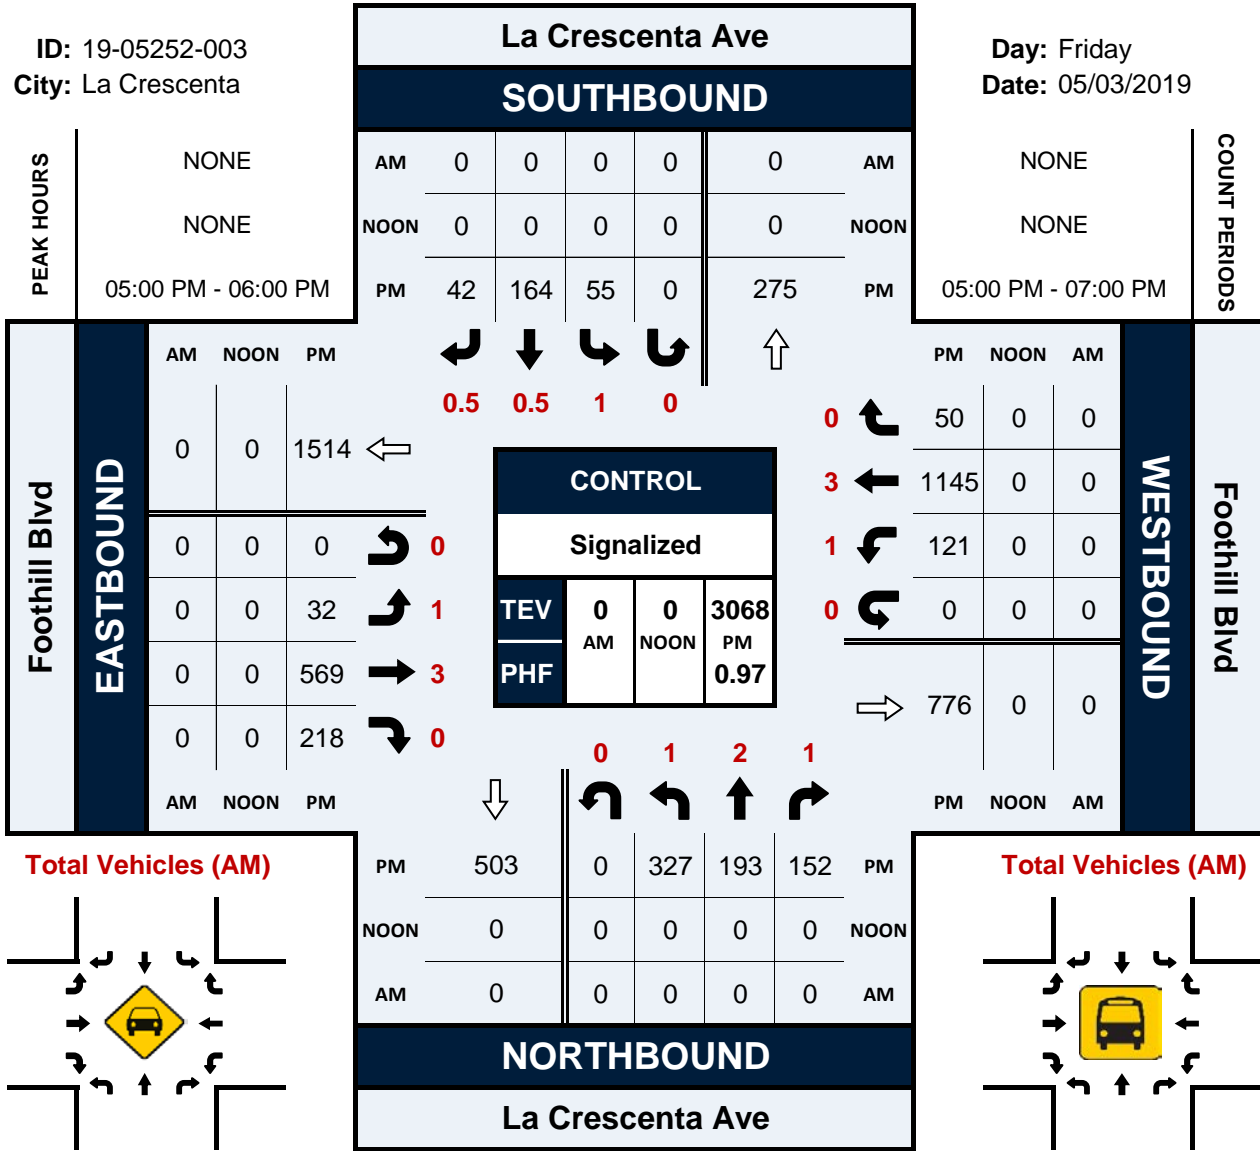 ID: 19-05252-003
City: La Crescenta
La Crescenta Ave
SOUTHBOUND
Day: Friday
Date: 05/03/2019
PEAK HOURS
NONE
NONE
05:00 PM - 06:00 PM
AM 0 0 0 0 0 AM
NOON 0 0 0 0 0 NOON
PM 42 164 55 0 275 PM
NONE
NONE
05:00 PM - 07:00 PM
COUNT PERIODS
0.5 0.5 1 0
Foothill Blvd
EASTBOUND
AM NOON PM
0 0 1514
0 0 0 0
0 0 32 1
0 0 569 3
0 0 218 0
AM NOON PM
CONTROL
Signalized
TEV 0 0 3068
AM NOON PM
PHF 0.97
PM NOON AM
0 50 0 0
3 1145 0 0
1 121 0 0
0 0 0 0
776 0 0
PM NOON AM
WESTBOUND
Foothill Blvd
0 1 2 1
PM 503 0 327 193 152 PM
NOON 0 0 0 0 0 NOON
AM 0 0 0 0 0 AM
NORTHBOUND
La Crescenta Ave
Total Vehicles (AM)
Total Vehicles (AM)